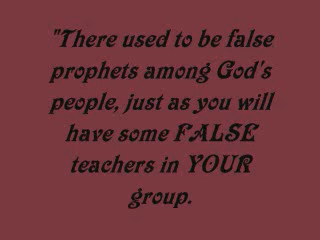 "There used to be false
prophets among God's
people, just as you will
have some FALSE
teachers in YOUR
group.